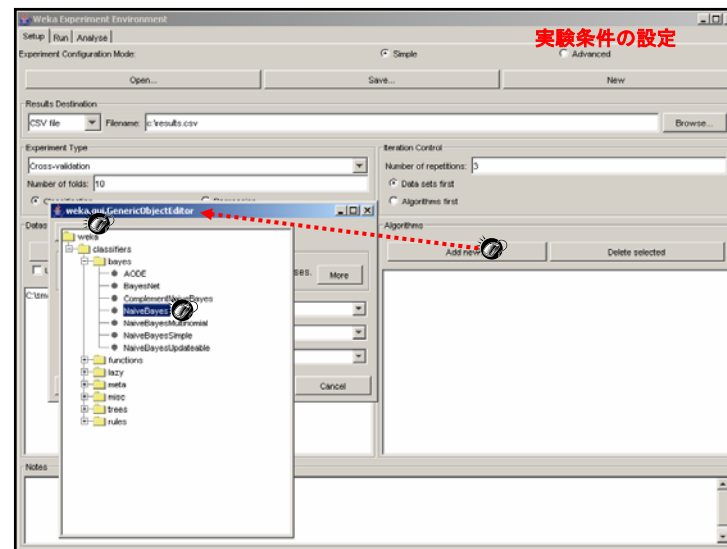 Weka Experiment Environment
実験条件の設定
Setup Run Analyse
Experiment Configuration Mode: Simple Advanced
Open... Save... New
Results Destination
CSV file Filename: c:\results.csv Browse...
Experiment Type
Cross-validation
Number of folds: 10
Iteration Control
Number of repetitions: 3
Data sets first
Algorithms first
weka.gui.GenericObjectEditor
weka
classifiers
bayes
AODE
BayesNet
ComplementNaiveBayes
NaiveBayes
NaiveBayesMultinomial
NaiveBayesSimple
NaiveBayesUpdateable
functions
lazy
meta
misc
trees
rules
More
Cancel
Algorithms
Add new
Delete selected
Notes